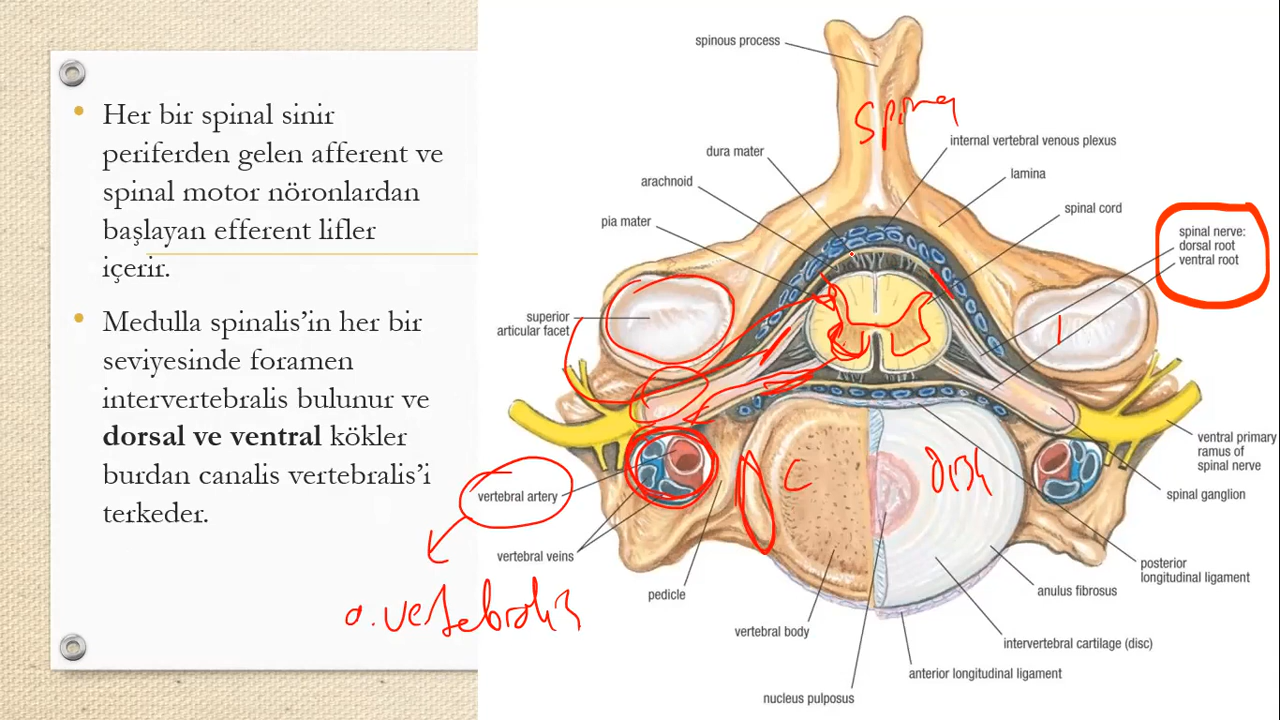 • Her bir spinal sinir
periferden gelen afferent ve
spinal motor nöronlardan
başlayan efferent lifler
içerir.
• Medulla spinalis’in her bir
seviyesinde foramen
intervertebralis bulunur ve
dorsal ve ventral kökler
burdan canalis vertebralis’i
terkeder.
spinous process
spina
internal vertebral venous plexus
dura mater
lamina
arachnoid
spinal cord
pia mater
spinal nerve:
dorsal root
ventral root
superior
articular facet
ventral primary
ramus of
spinal nerve
C
disk
vertebral artery
spinal ganglion
vertebral veins
posterior
longitudinal ligament
pedicle
anulus fibrosus
a. vertebralis
vertebral body
intervertebral cartilage (disc)
anterior longitudinal ligament
nucleus pulposus